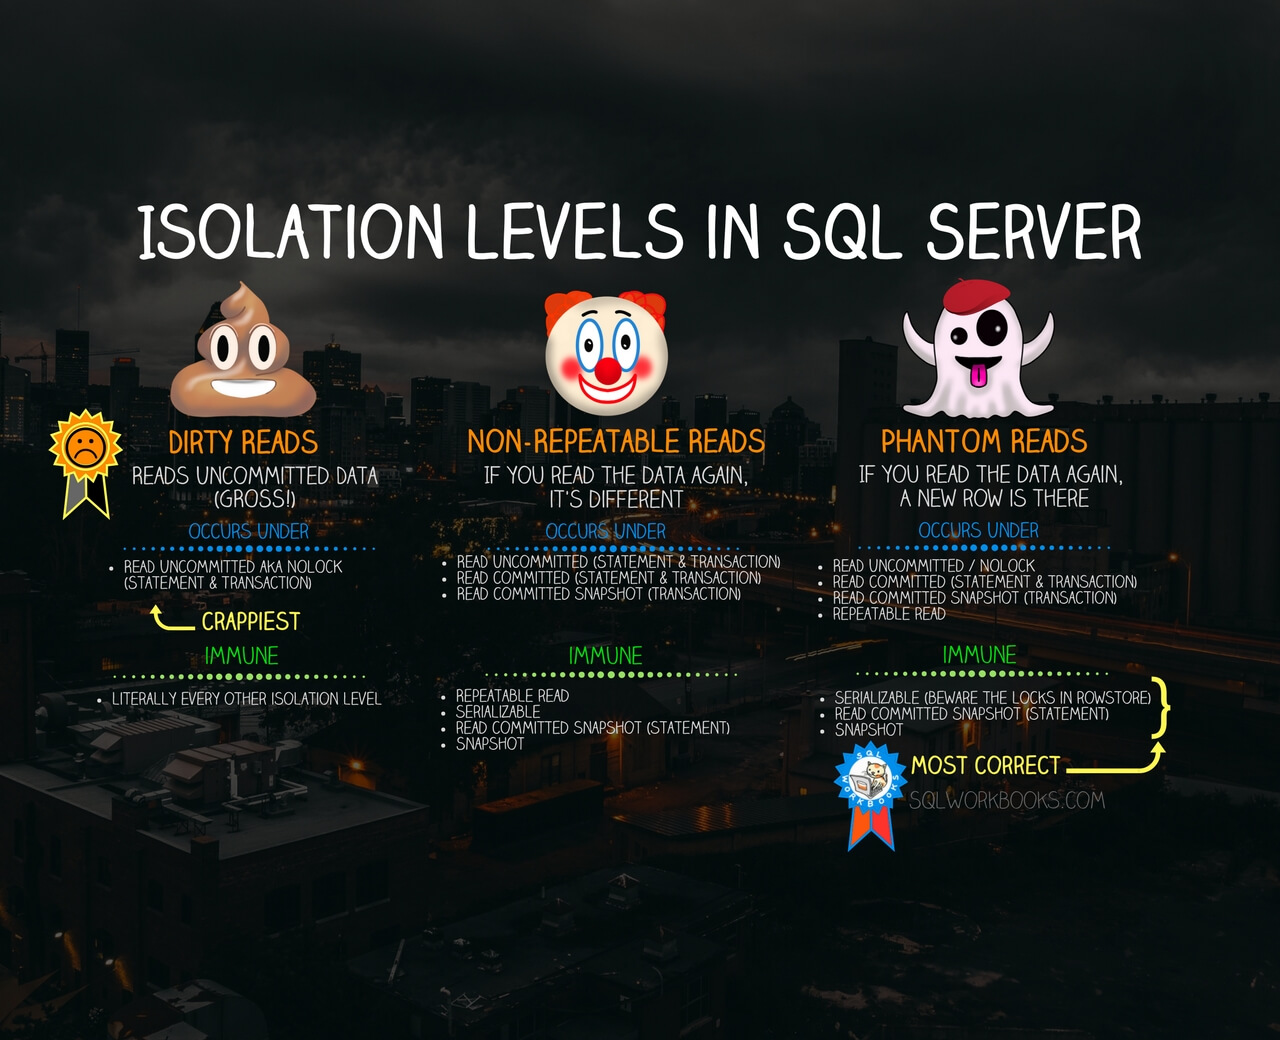 ISOLATION LEVELS IN SQL SERVER
DIRTY READS
READS UNCOMMITTED DATA
(GROSS!)
OCCURS UNDER
• READ UNCOMMITTED AKA NOLOCK
(STATEMENT & TRANSACTION)
CRAPPIEST
IMMUNE
• LITERALLY EVERY OTHER ISOLATION LEVEL
NON-REPEATABLE READS
IF YOU READ THE DATA AGAIN,
IT'S DIFFERENT
OCCURS UNDER
• READ UNCOMMITTED (STATEMENT & TRANSACTION)
• READ COMMITTED (STATEMENT & TRANSACTION)
• READ COMMITTED SNAPSHOT (TRANSACTION)
IMMUNE
• REPEATABLE READ
• SERIALIZABLE
• READ COMMITTED SNAPSHOT (STATEMENT)
• SNAPSHOT
PHANTOM READS
IF YOU READ THE DATA AGAIN,
A NEW ROW IS THERE
OCCURS UNDER
• READ UNCOMMITTED / NOLOCK
• READ COMMITTED (STATEMENT & TRANSACTION)
• READ COMMITTED SNAPSHOT (TRANSACTION)
• REPEATABLE READ
IMMUNE
• SERIALIZABLE (BEWARE THE LOCKS IN ROWSTORE)
• READ COMMITTED SNAPSHOT (STATEMENT)
• SNAPSHOT
MOST CORRECT
SQL WORKBOOKS
SQLWORKBOOKS.COM